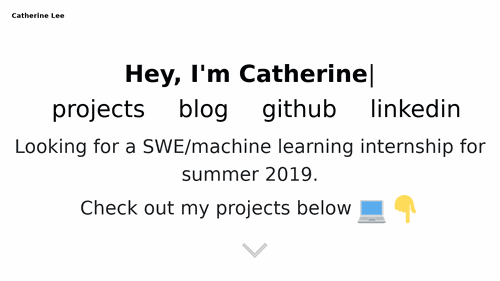 Catherine Lee
Hey, I'm Catherine|
projects blog github linkedin
Looking for a SWE/machine learning internship for
summer 2019.
Check out my projects below 💻 👇